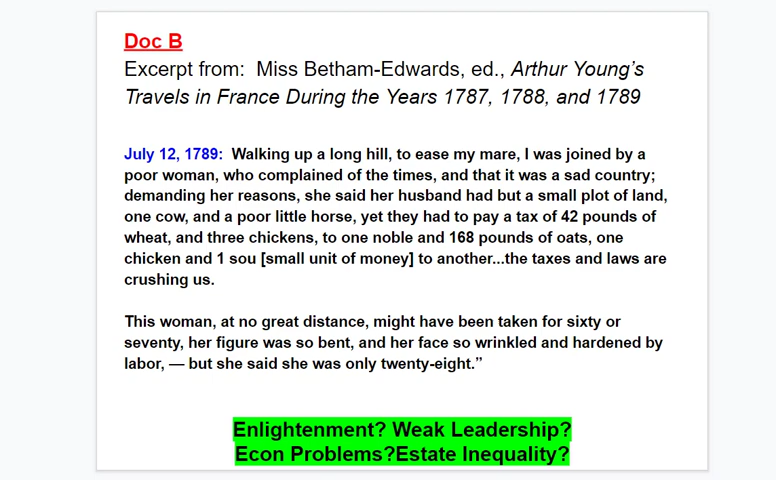 Doc B
Excerpt from:  Miss Betham-Edwards, ed., Arthur Young's
Travels in France During the Years 1787, 1788, and 1789
July 12, 1789:  Walking up a long hill, to ease my mare, I was joined by a
poor woman, who complained of the times, and that it was a sad country;
demanding her reasons, she said her husband had but a small plot of land,
one cow, and a poor little horse, yet they had to pay a tax of 42 pounds of
wheat, and three chickens, to one noble and 168 pounds of oats, one
chicken and 1 sou [small unit of money] to another...the taxes and laws are
crushing us.
This woman, at no great distance, might have been taken for sixty or
seventy, her figure was so bent, and her face so wrinkled and hardened by
labor, — but she said she was only twenty-eight.”
Enlightenment? Weak Leadership?
Econ Problems?Estate Inequality?